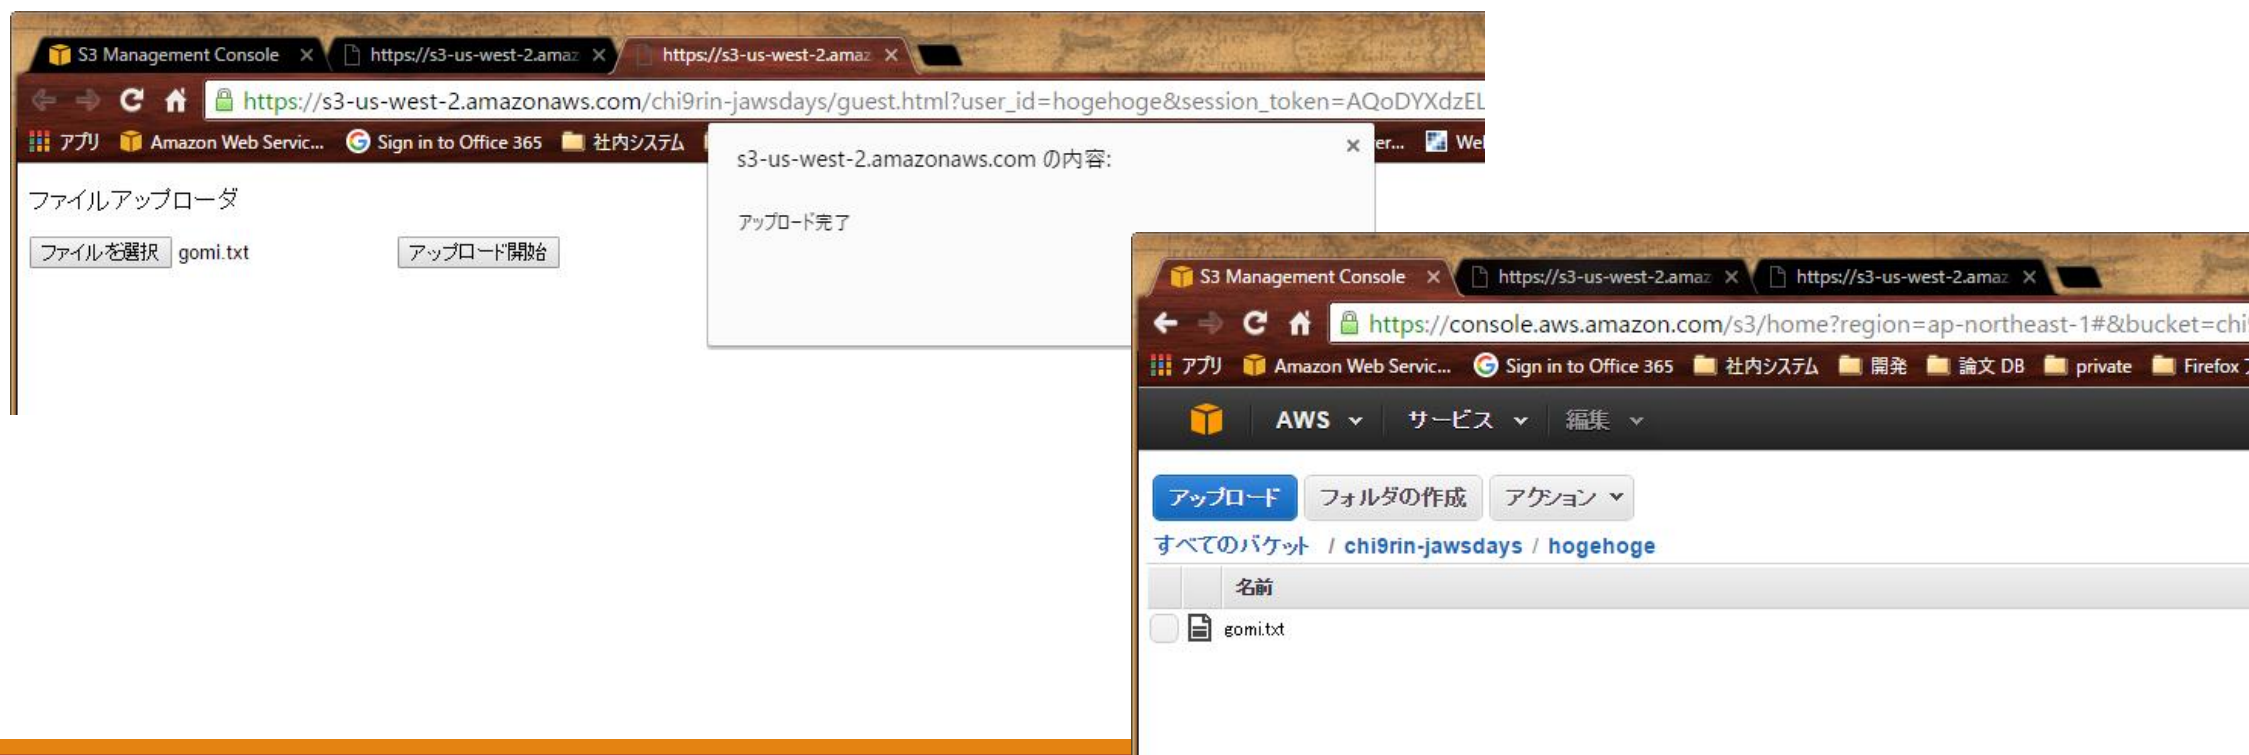 S3 Management Console
https://s3-us-west-2.amaz
https://s3-us-west-2.amaz
https://s3-us-west-2.amazonaws.com/chi9rin-jawsdays/guest.html?user_id=hogehoge&session_token=AQoDYXdzEL
アプリ Amazon Web Servic... Sign in to Office 365 社内システム er... We
s3-us-west-2.amazonaws.com の内容:
アップロード完了
ファイルアップローダ
ファイルを選択 gomi.txt アップロード開始
S3 Management Console
https://s3-us-west-2.amaz
https://s3-us-west-2.amaz
https://console.aws.amazon.com/s3/home?region=ap-northeast-1#&bucket=chi
アプリ Amazon Web Servic... Sign in to Office 365 社内システム 開発 論文 DB private Firefox
AWS サービス 編集
アップロード フォルダの作成 アクション
すべてのバケット / chi9rin-jawsdays / hogehoge
名前
gomi.txt